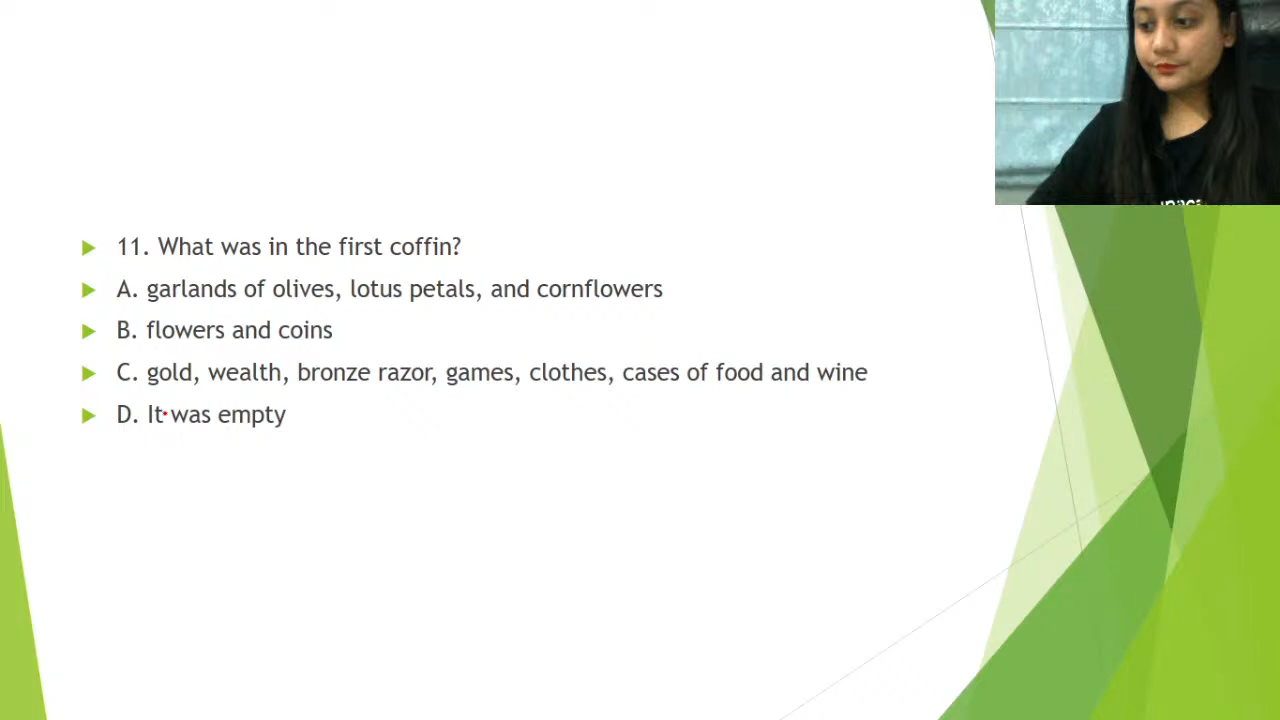 11. What was in the first coffin?
A. garlands of olives, lotus petals, and cornflowers
B. flowers and coins
C. gold, wealth, bronze razor, games, clothes, cases of food and wine
D. It was empty